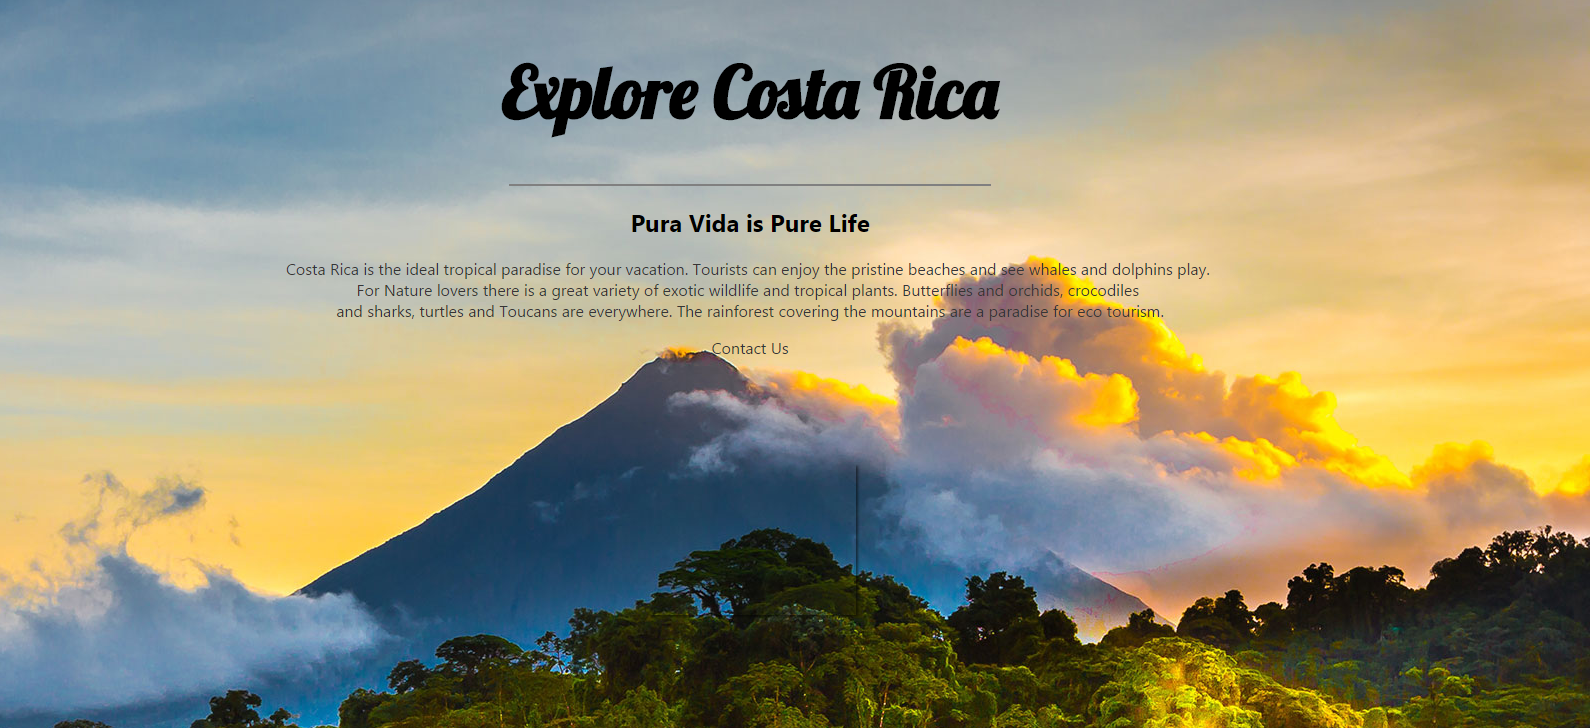 Explore Costa Rica
Pura Vida is Pure Life
Costa Rica is the ideal tropical paradise for your vacation. Tourists can enjoy the pristine beaches and see whales and dolphins play.
For Nature lovers there is a great variety of exotic wildlife and tropical plants. Butterflies and orchids, crocodiles
and sharks, turtles and Toucans are everywhere. The rainforest covering the mountains are a paradise for eco tourism.
Contact Us